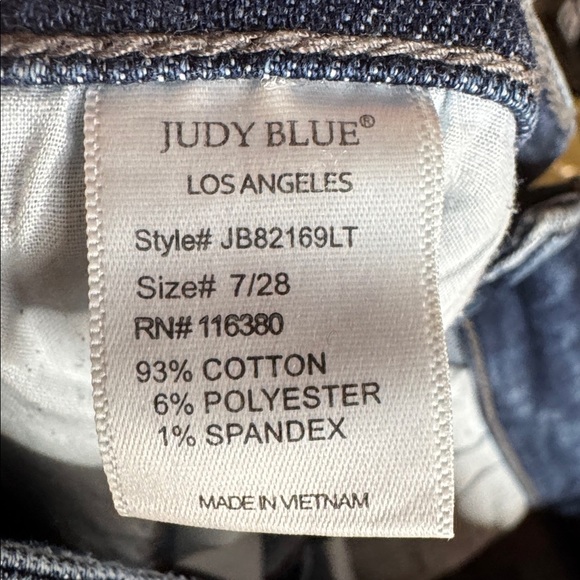 JUDY BLUE®
LOS ANGELES
Style# JB82169LT
Size# 7/28
RN# 116380
93% COTTON
6% POLYESTER
1% SPANDEX
MADE IN VIETNAM